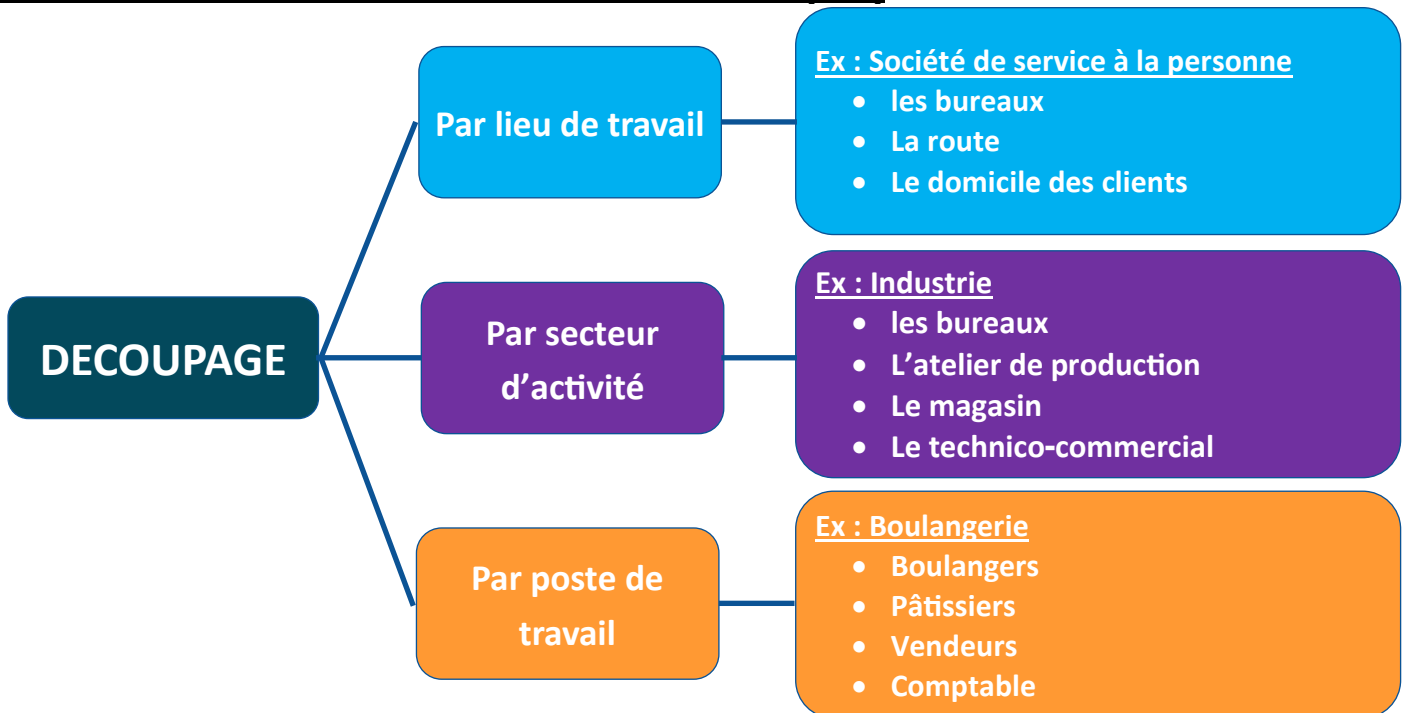 DECOUPAGE
Par lieu de travail
Ex : Société de service à la personne
• les bureaux
• La route
• Le domicile des clients
Par secteur
d’activité
Ex : Industrie
• les bureaux
• L’atelier de production
• Le magasin
• Le technico-commercial
Par poste de
travail
Ex : Boulangerie
• Boulangers
• Pâtissiers
• Vendeurs
• Comptable